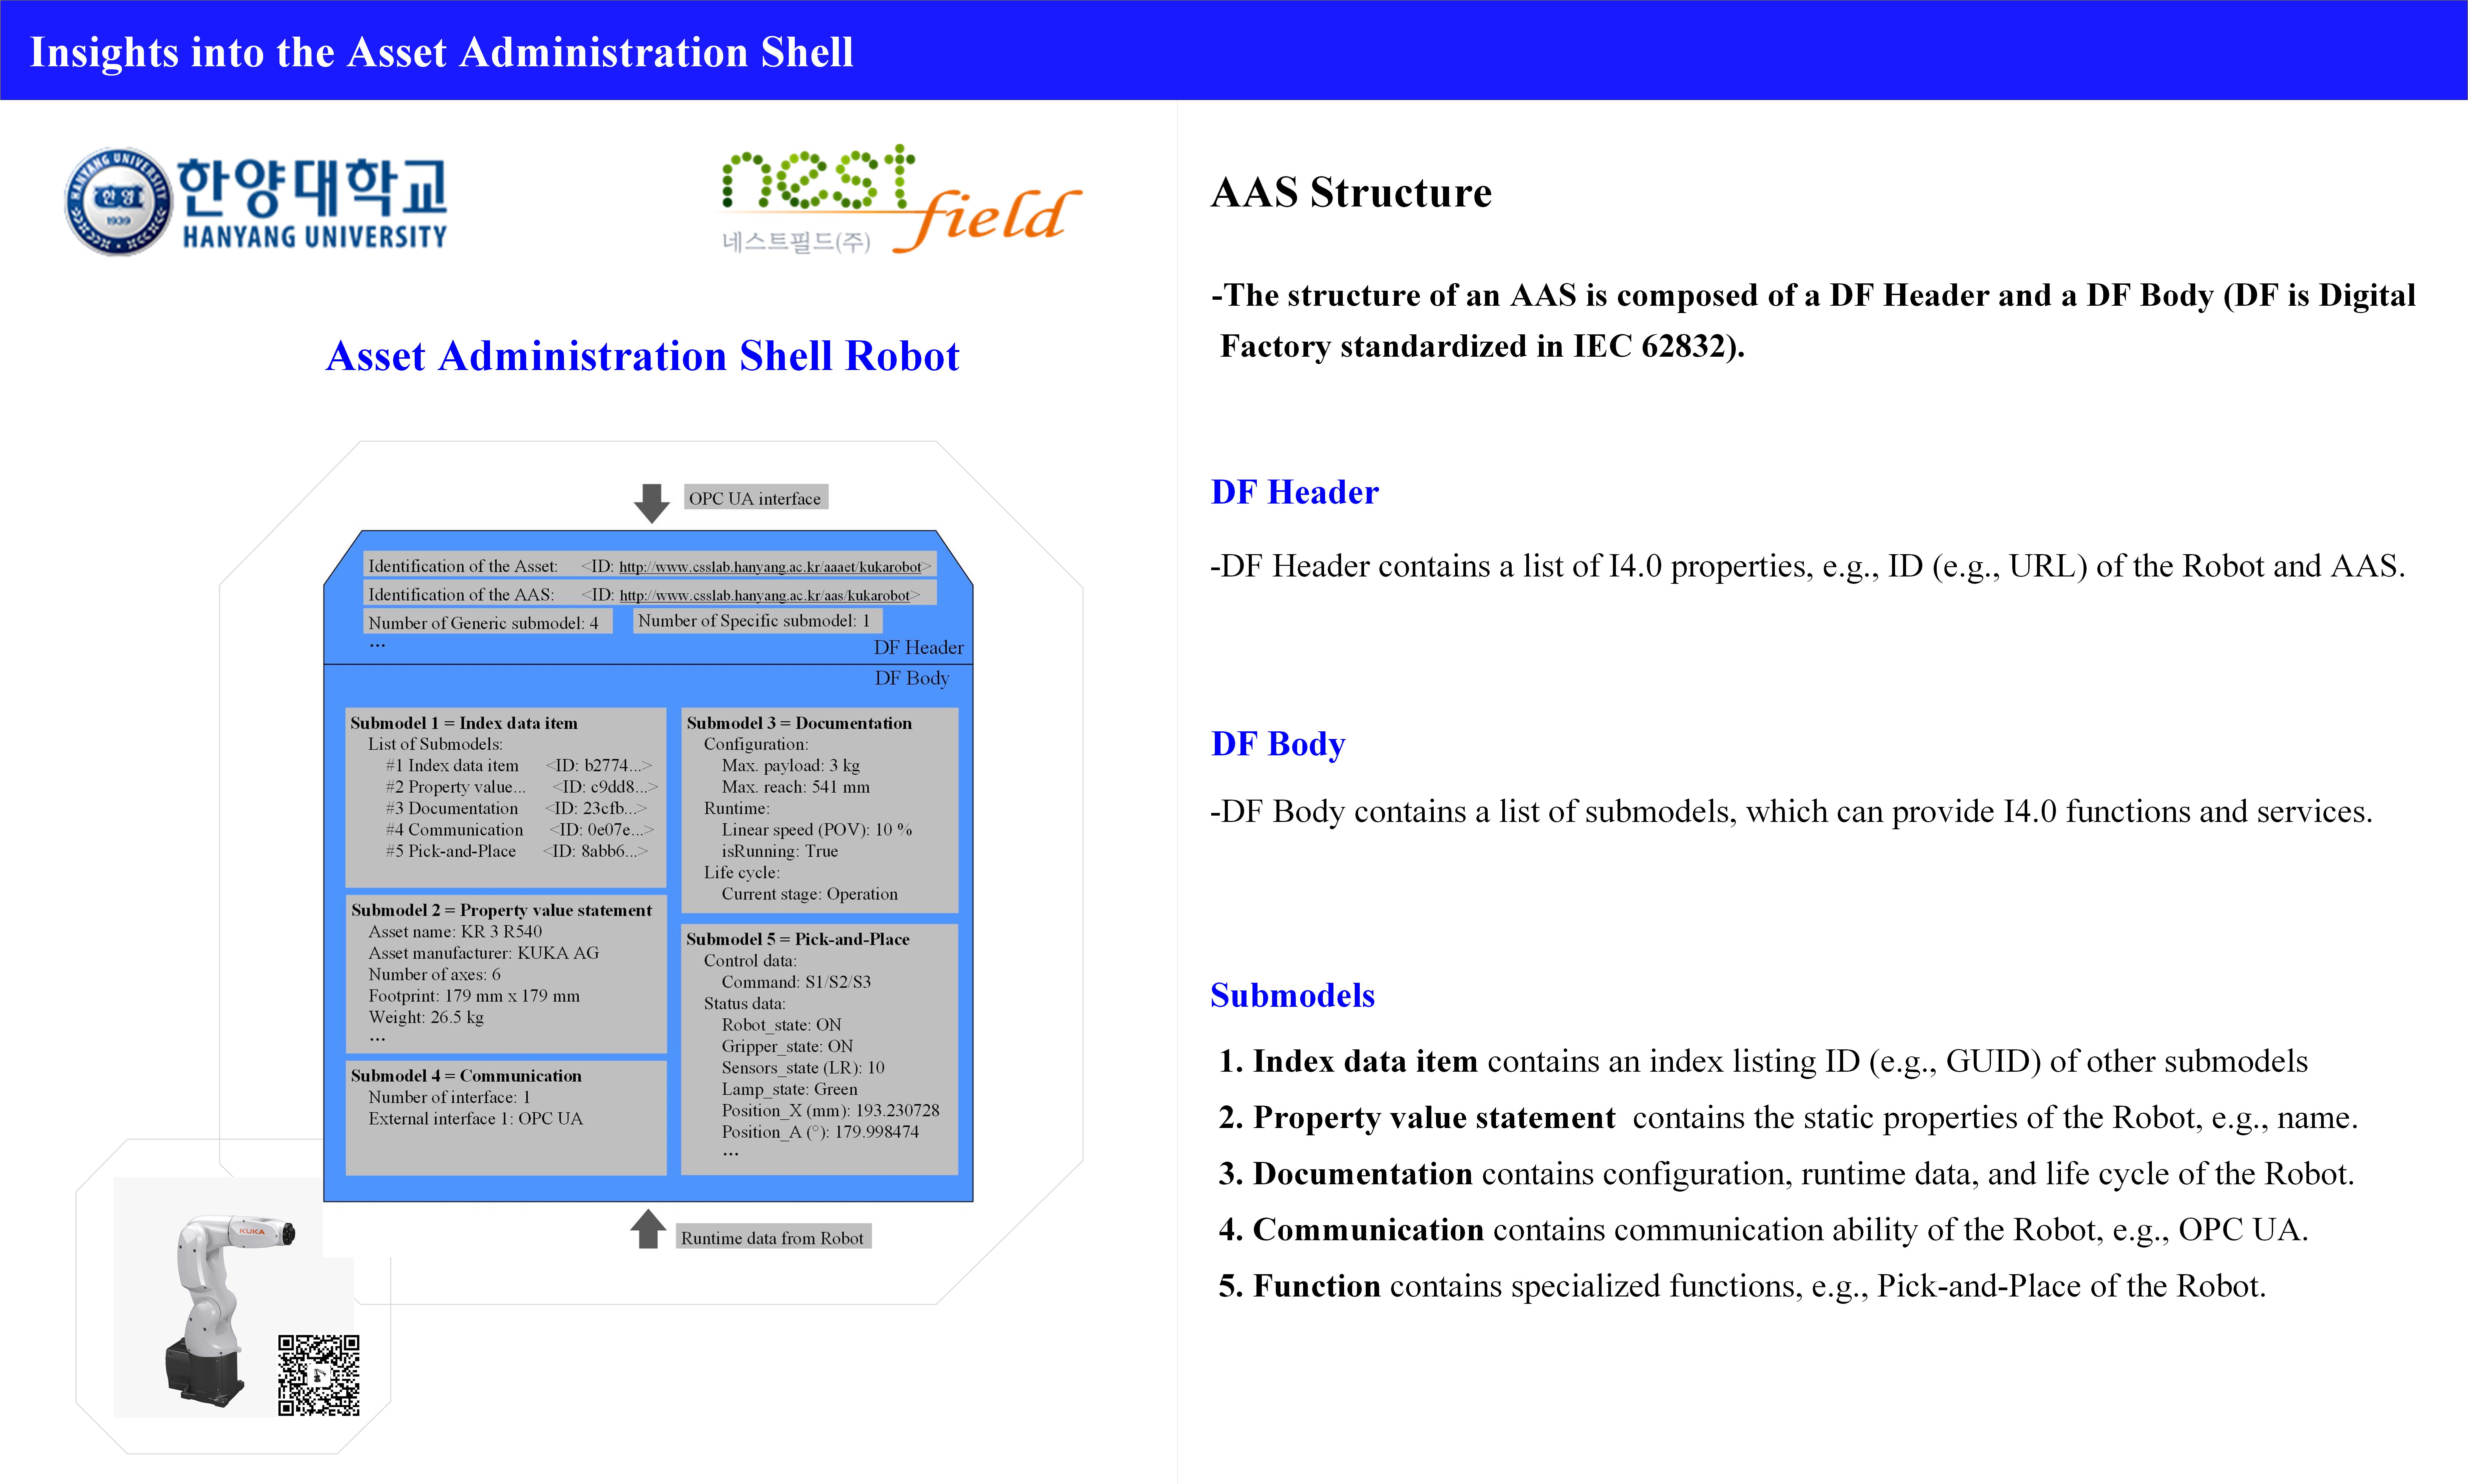 Insights into the Asset Administration Shell
HANYANG UNIVERSITY
한양
1939
한양대학교
HANYANG UNIVERSITY
nest
field
네스트필드(주)
Asset Administration Shell Robot
OPC UA interface
Identification of the Asset: <ID: http://www.csslab.hanyang.ac.kr/aaaet/kukarobot>
Identification of the AAS: <ID: http://www.csslab.hanyang.ac.kr/aas/kukarobot>
Number of Generic submodel: 4 Number of Specific submodel: 1
...
DF Header
DF Body
Submodel 1 = Index data item
List of Submodels:
#1 Index data item <ID: b2774...>
#2 Property value... <ID: c9dd8...>
#3 Documentation <ID: 23cfb...>
#4 Communication <ID: 0e07e...>
#5 Pick-and-Place <ID: 8abb6...>
Submodel 2 = Property value statement
Asset name: KR 3 R540
Asset manufacturer: KUKA AG
Number of axes: 6
Footprint: 179 mm x 179 mm
Weight: 26.5 kg
...
Submodel 4 = Communication
Number of interface: 1
External interface 1: OPC UA
Submodel 3 = Documentation
Configuration:
Max. payload: 3 kg
Max. reach: 541 mm
Runtime:
Linear speed (POV): 10 %
isRunning: True
Life cycle:
Current stage: Operation
Submodel 5 = Pick-and-Place
Control data:
Command: S1/S2/S3
Status data:
Robot_state: ON
Gripper_state: ON
Sensors_state (LR): 10
Lamp_state: Green
Position_X (mm): 193.230728
Position_A (°): 179.998474
...
Runtime data from Robot
KUKA
AAS Structure
-The structure of an AAS is composed of a DF Header and a DF Body (DF is Digital
Factory standardized in IEC 62832).
DF Header
-DF Header contains a list of I4.0 properties, e.g., ID (e.g., URL) of the Robot and AAS.
DF Body
-DF Body contains a list of submodels, which can provide I4.0 functions and services.
Submodels
1. Index data item contains an index listing ID (e.g., GUID) of other submodels
2. Property value statement contains the static properties of the Robot, e.g., name.
3. Documentation contains configuration, runtime data, and life cycle of the Robot.
4. Communication contains communication ability of the Robot, e.g., OPC UA.
5. Function contains specialized functions, e.g., Pick-and-Place of the Robot.